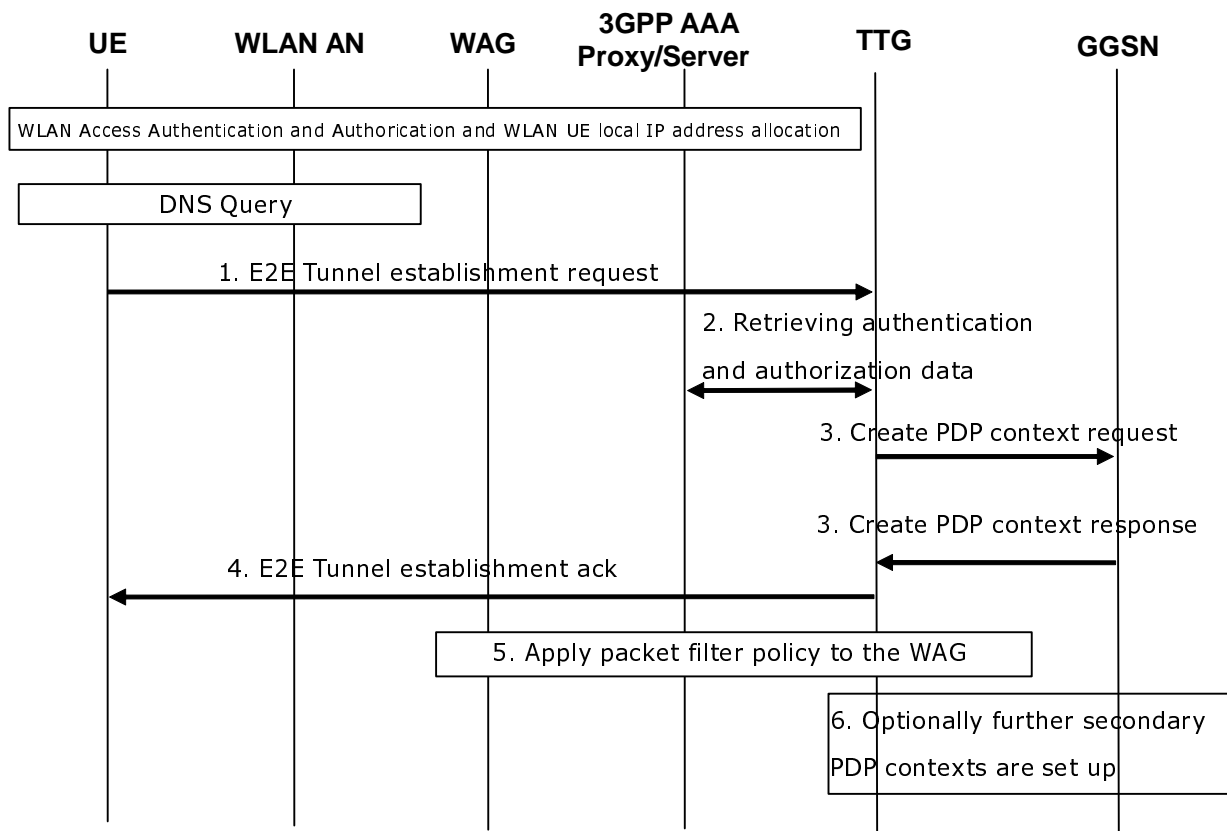 UE
WLAN AN
WAG
3GPP AAA
Proxy/Server
TTG
GGSN
WLAN Access Authentication and Authorication and WLAN UE local IP address allocation
DNS Query
1. E2E Tunnel establishment request
2. Retrieving authentication
and authorization data
3. Create PDP context request
3. Create PDP context response
4. E2E Tunnel establishment ack
5. Apply packet filter policy to the WAG
6. Optionally further secondary
PDP contexts are set up